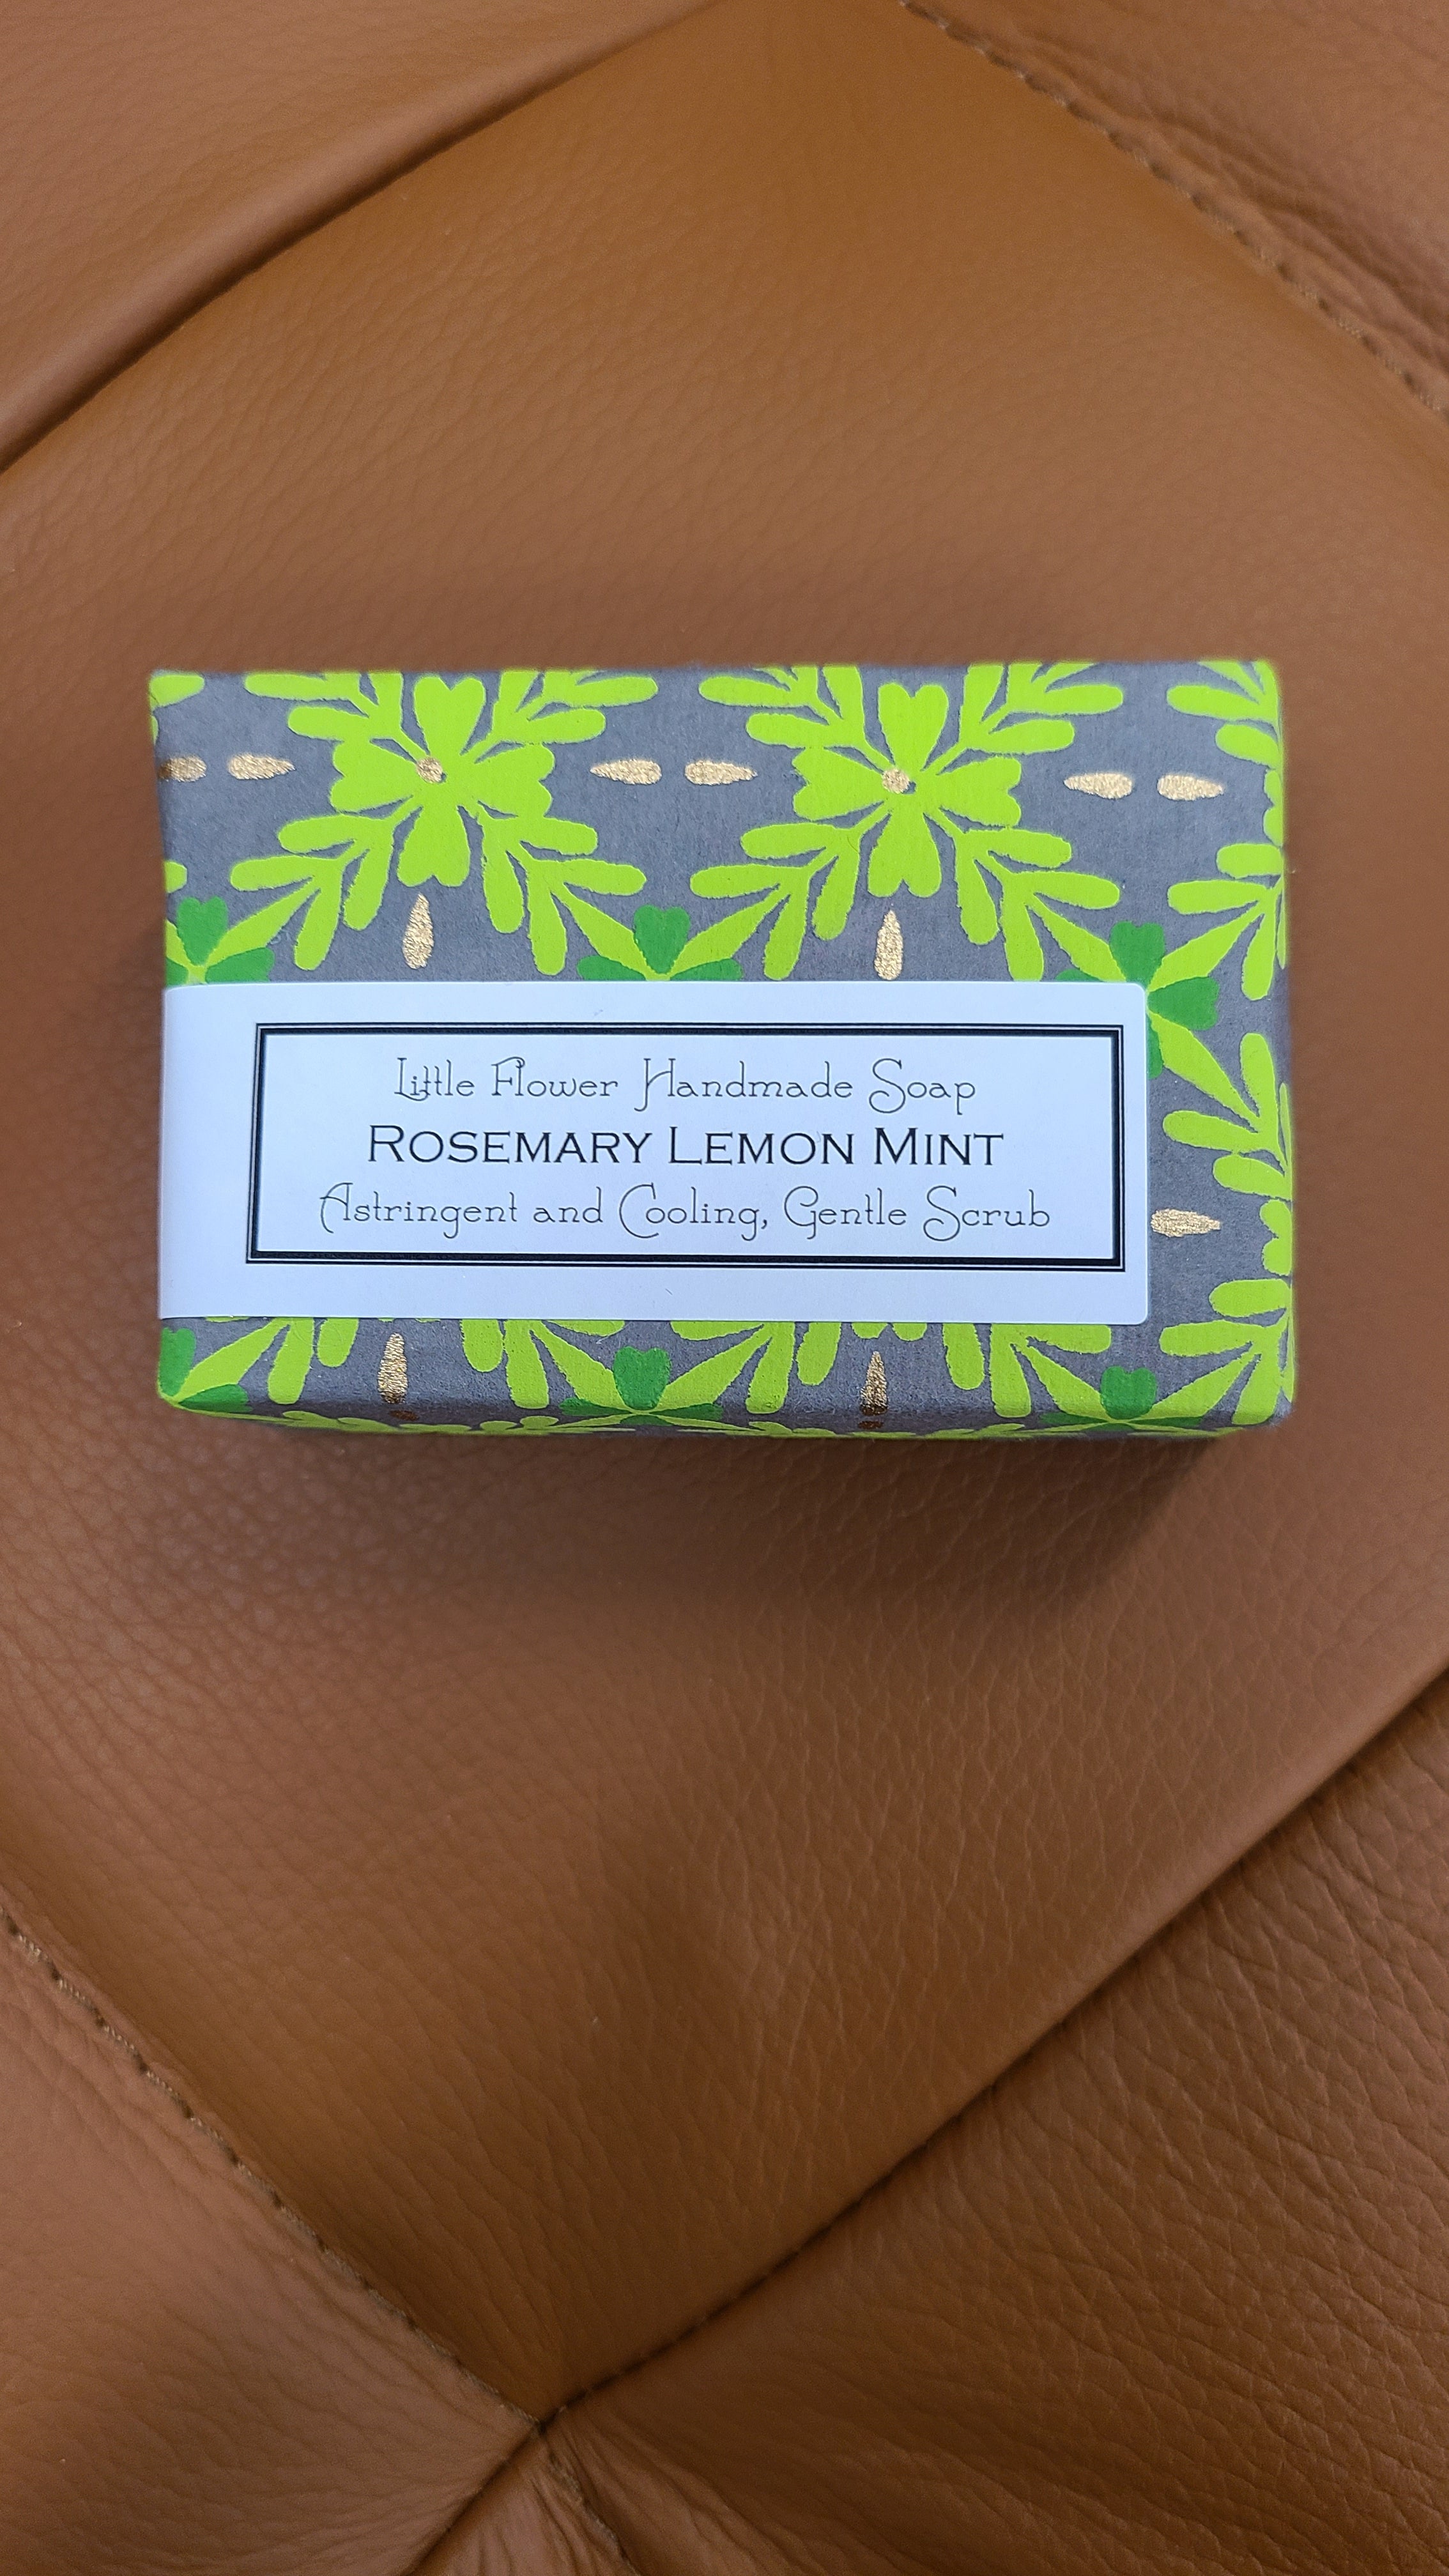 Little Flower Handmade Soap
ROSEMARY LEMON MINT
Astringent and Cooling, Gentle Scrub